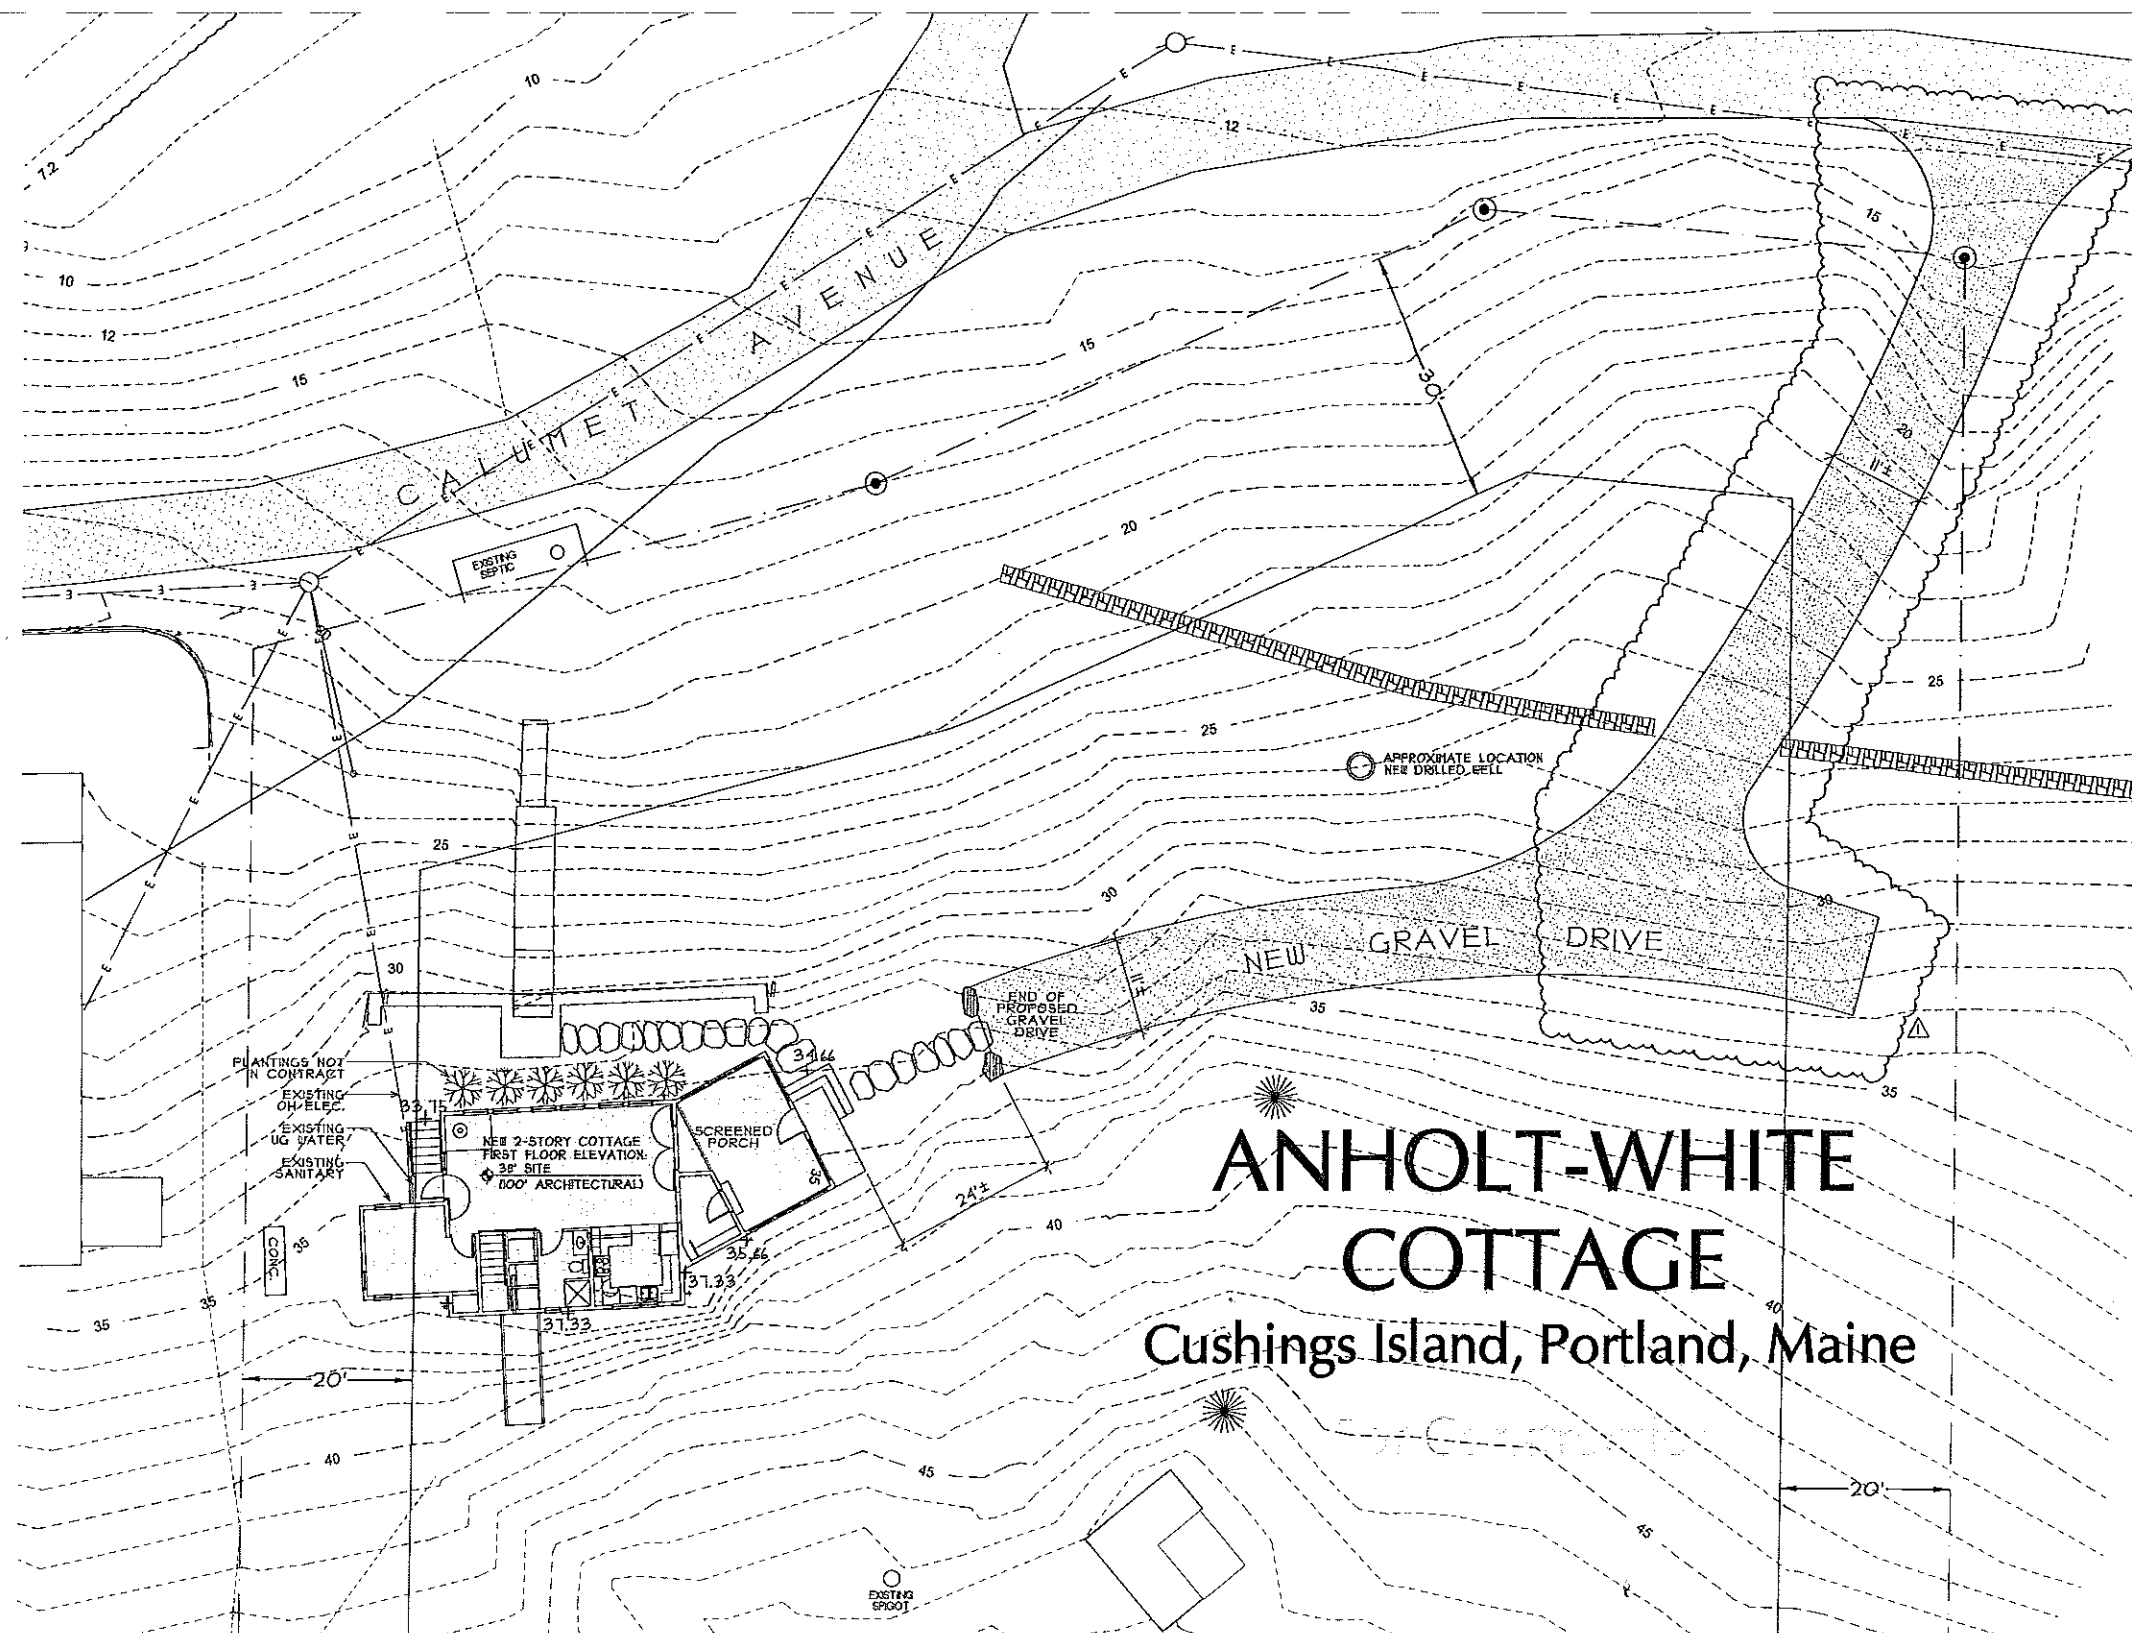 10
12
12
10
12
15
15
CALUMET AVENUE
15
30'
20
11'±
EXISTING
SEPTIC
20
20
25
25
APPROXIMATE LOCATION
NEW DRILLED WELL
25
30
30
30
NEW GRAVEL DRIVE
11'±
END OF
PROPOSED
GRAVEL
DRIVE
35
35
PLANTINGS NOT
IN CONTRACT
EXISTING
OH ELEC.
EXISTING
UG WATER
EXISTING
SANITARY
33.75
34.66
NEW 2-STORY COTTAGE
FIRST FLOOR ELEVATION:
38' SITE
(100' ARCHITECTURAL)
SCREENED
PORCH
35
24'±
ANHOLT-WHITE
COTTAGE
Cushings Island, Portland, Maine
40
CONC.
35
35.66
37.33
37.33
35
35
40
20'
40
45
20'
45
EXISTING
SPIGOT